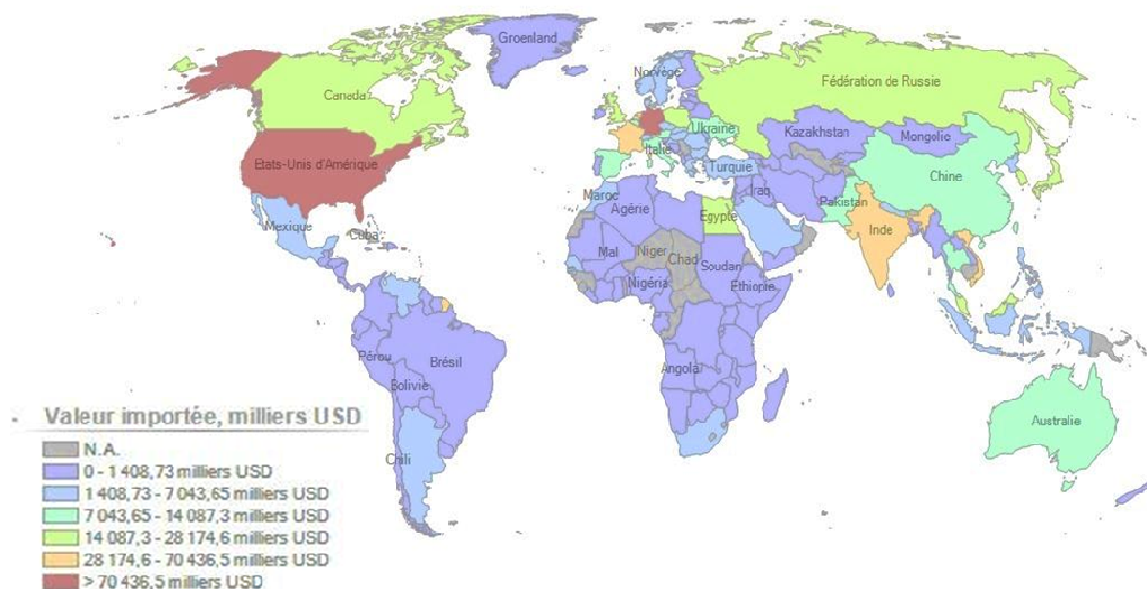 Groenland
Norvège
Fédération de Russie
Canada
Ukraine
Kazakhstan
Mongolie
Italie
Etats-Unis d'Amérique
Turquie
Chine
Maroc
Iraq
Algérie
Pakistan
Egypte
Mexique
Cuba
Inde
Mal
Niger
Chad
Soudan
Nigéria
Ethiopie
Pérou
Brésil
Angola
Bolivie
Australie
Chili
Valeur importée, milliers USD
N.A.
0 - 1 408,73 milliers USD
1 408,73 - 7 043,65 milliers USD
7 043,65 - 14 087,3 milliers USD
14 087,3 - 28 174,6 milliers USD
28 174,6 - 70 436,5 milliers USD
> 70 436,5 milliers USD